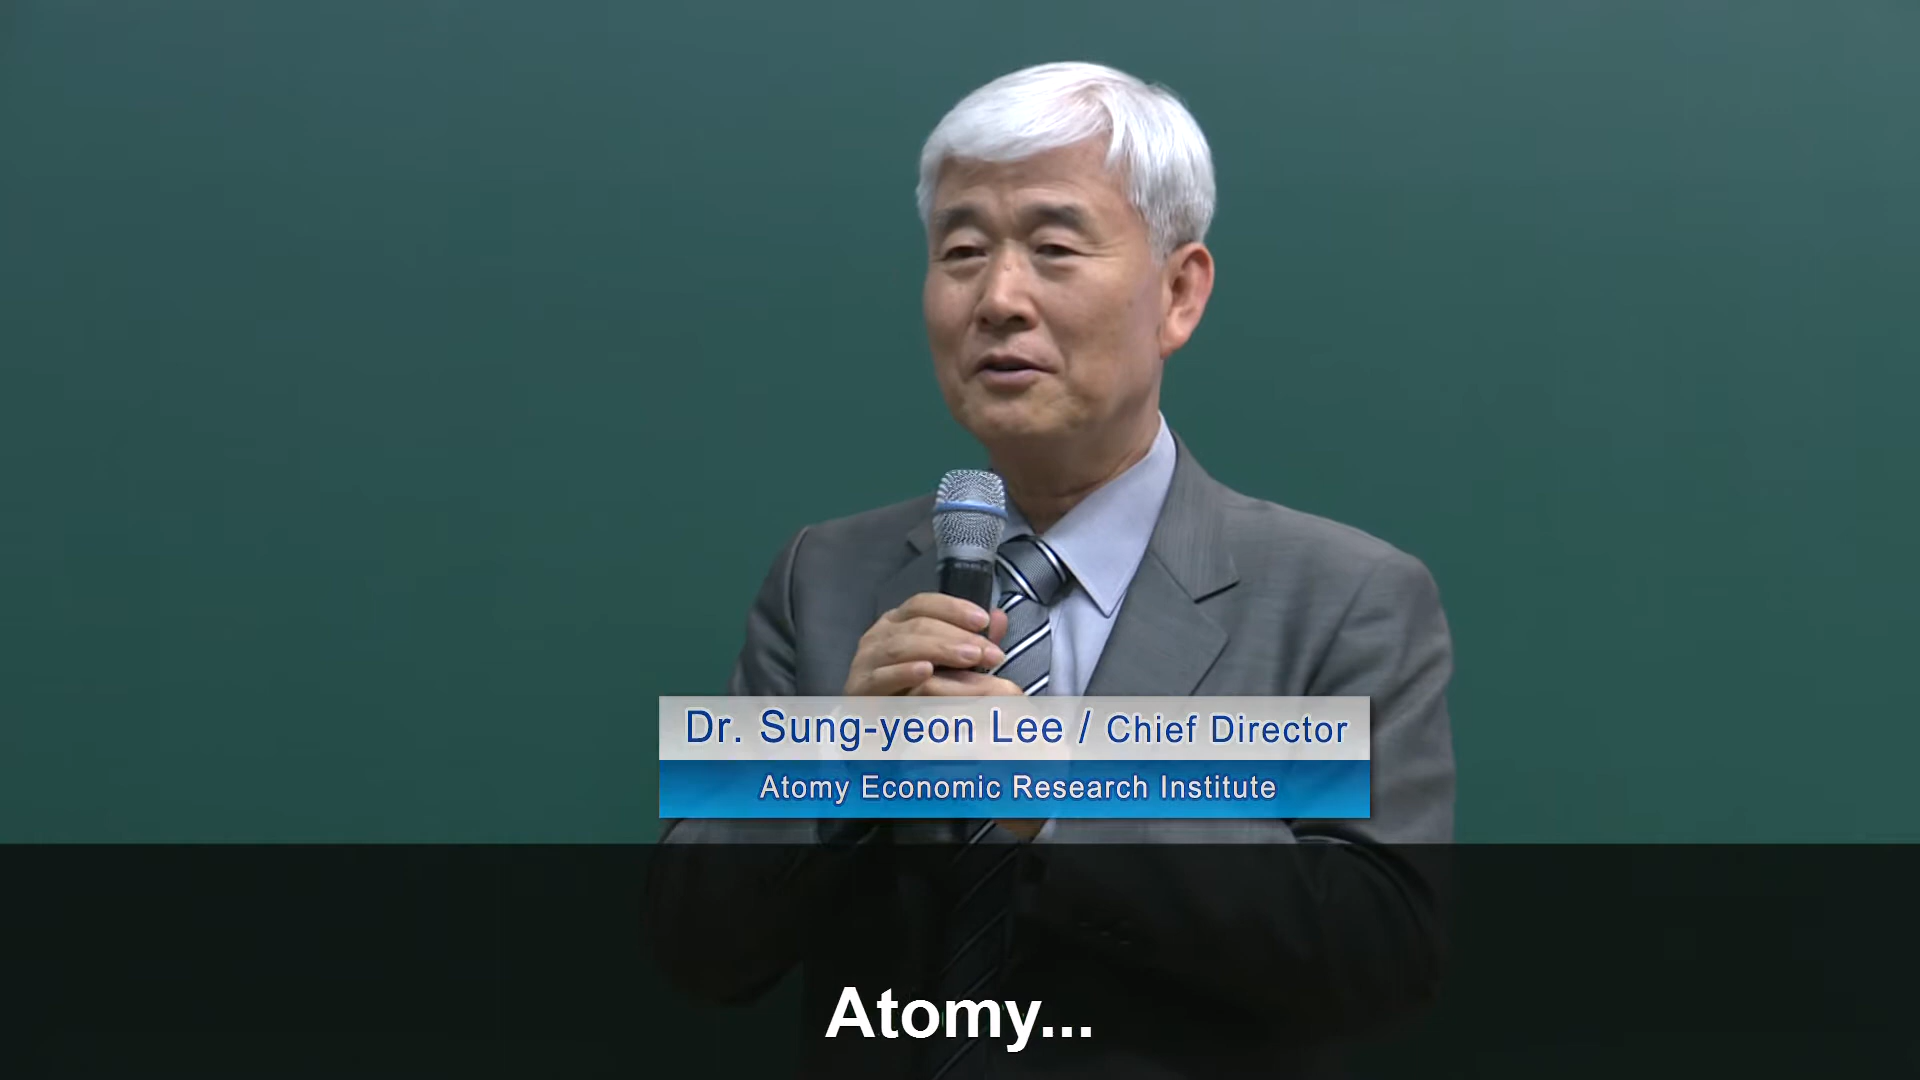 Dr. Sung-yeon Lee / Chief Director
Atomy Economic Research Institute
Atomy...